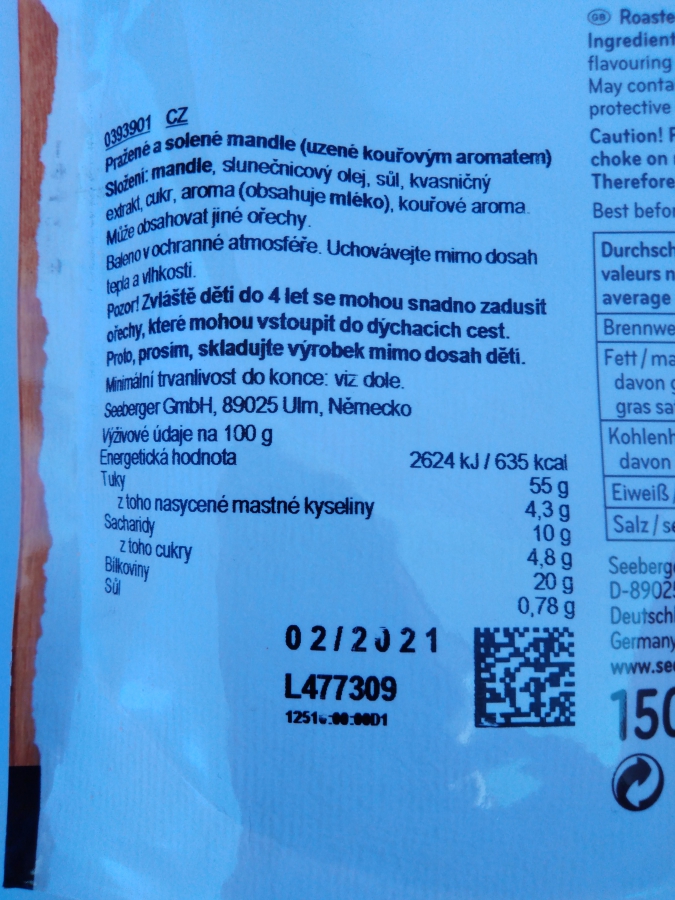 0393901 CZ
Pražené a solené mandle (uzené kouřovým aromatem)
Složení: mandle, slunečnicový olej, sůl, kvasničný
extrakt, cukr, aroma (obsahuje mléko), kouřové aroma.
Může obsahovat jiné ořechy.
Baleno v ochranné atmosféře. Uchovávejte mimo dosah
tepla a vlhkosti.
Pozor! Zvláště děti do 4 let se mohou snadno zadusit
ořechy, které mohou vstoupit do dýchacích cest.
Proto, prosím, skladujte výrobek mimo dosah dětí.
Minimální trvanlivost do konce: viz dole.
Seeberger GmbH, 89025 Ulm, Německo
Výživové údaje na 100 g
Energetická hodnota 2624 kJ / 635 kcal
Tuky 55 g
z toho nasycené mastné kyseliny 4,3 g
Sacharidy 10 g
z toho cukry 4,8 g
Bílkoviny 20 g
Sůl 0,78 g
02/2021
L477309
GB Roaste
Ingredient
flavouring
May conta
protective
Caution! F
choke on
Therefore
Best befor
Durchsch
valeurs n
average
Brennwe
Fett / ma
davon g
gras sa
Kohlenh
davon
Eiweiß /
Salz / se
Seeberge
D-89025
Deutschl
Germany
www.see
150